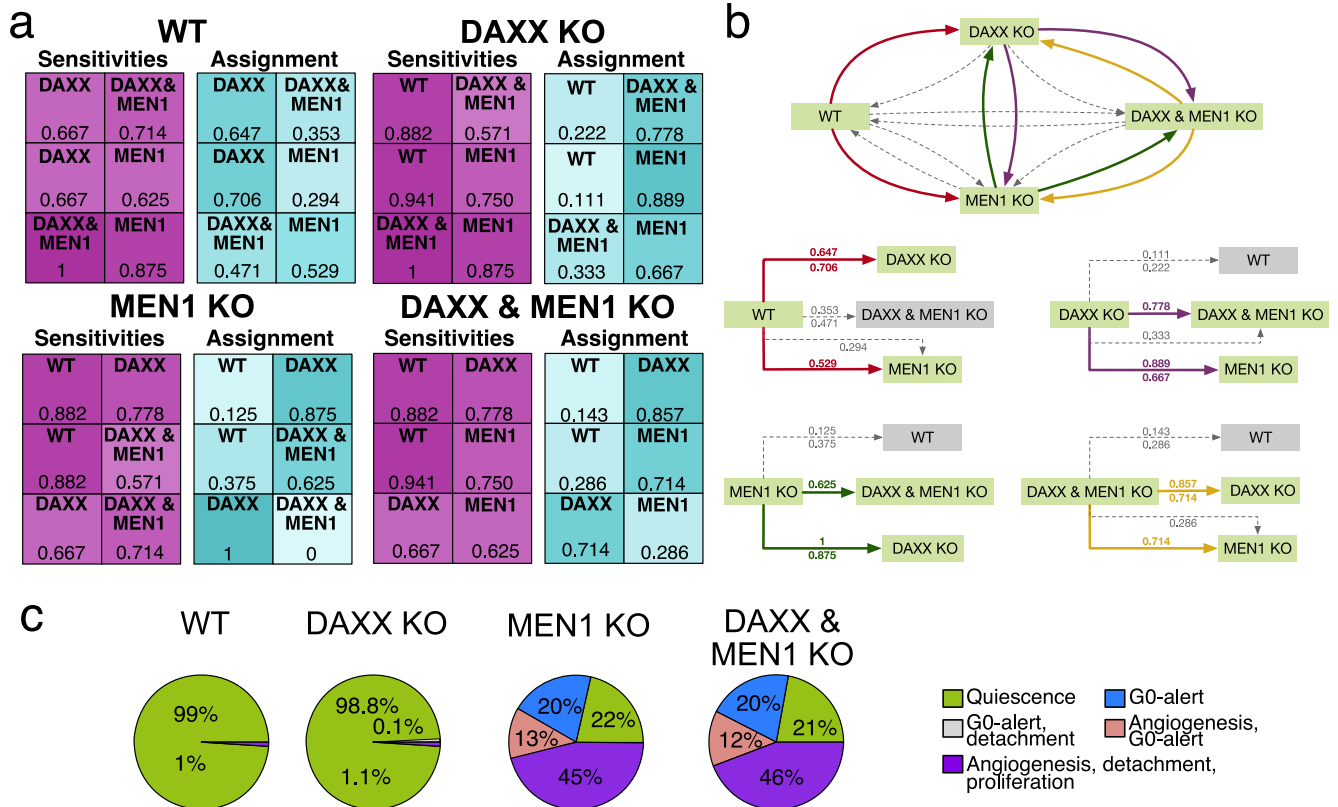 a
WT
Sensitivities Assignment
DAXX DAXX& DAXX DAXX&
MEN1 MEN1
0.667 0.714 0.647 0.353
DAXX MEN1 DAXX MEN1
0.667 0.625 0.706 0.294
DAXX& MEN1 DAXX& MEN1
MEN1 MEN1
1 0.875 0.471 0.529
DAXX KO
Sensitivities Assignment
WT DAXX & WT DAXX &
MEN1 MEN1
0.882 0.571 0.222 0.778
WT MEN1 WT MEN1
0.941 0.750 0.111 0.889
DAXX & MEN1 DAXX & MEN1
MEN1 MEN1
1 0.875 0.333 0.667
MEN1 KO
Sensitivities Assignment
WT DAXX WT DAXX
0.882 0.778 0.125 0.875
WT DAXX & WT DAXX &
MEN1 MEN1
0.882 0.571 0.375 0.625
DAXX DAXX & DAXX DAXX &
MEN1 MEN1
0.667 0.714 1 0
DAXX & MEN1 KO
Sensitivities Assignment
WT DAXX WT DAXX
0.882 0.778 0.143 0.857
WT MEN1 WT MEN1
0.941 0.750 0.286 0.714
DAXX MEN1 DAXX MEN1
0.667 0.625 0.714 0.286
b
DAXX KO
WT DAXX & MEN1 KO
MEN1 KO
0.647
0.706
DAXX KO
WT
0.353
0.471
DAXX & MEN1 KO
0.294
0.529
MEN1 KO
0.111
0.222
WT
DAXX KO
0.778
DAXX & MEN1 KO
0.333
0.889
0.667
MEN1 KO
0.125
0.375
WT
MEN1 KO
0.625
DAXX & MEN1 KO
1
0.875
DAXX KO
0.143
0.286
WT
DAXX & MEN1 KO
0.857
0.714
DAXX KO
0.286
0.714
MEN1 KO
c
WT
99%
1%
DAXX KO
98.8%
0.1%
1.1%
MEN1 KO
20%
22%
13%
45%
DAXX &
MEN1 KO
20%
21%
12%
46%
Quiescence
G0-alert
G0-alert,
detachment
Angiogenesis,
G0-alert
Angiogenesis, detachment,
proliferation